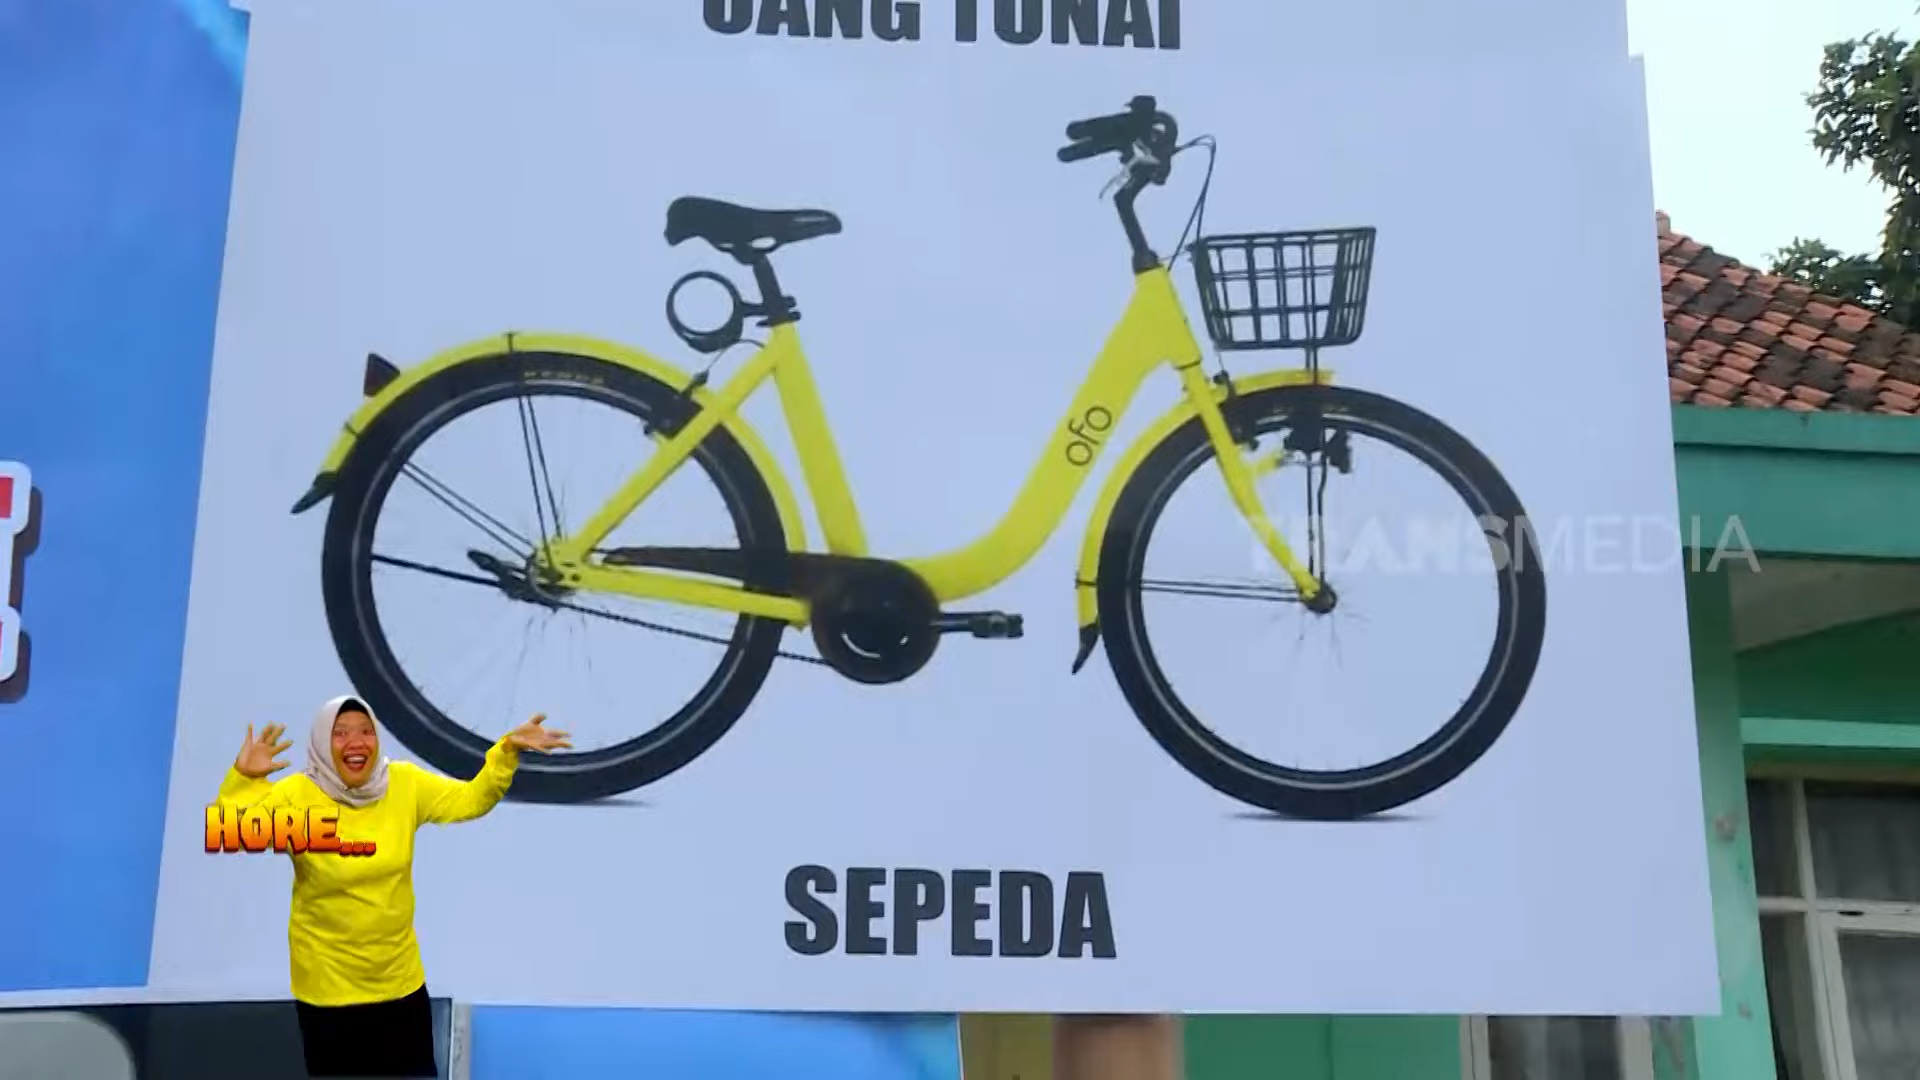 UANG TUNAI
ofo
TRANSMEDIA
HORE...
SEPEDA